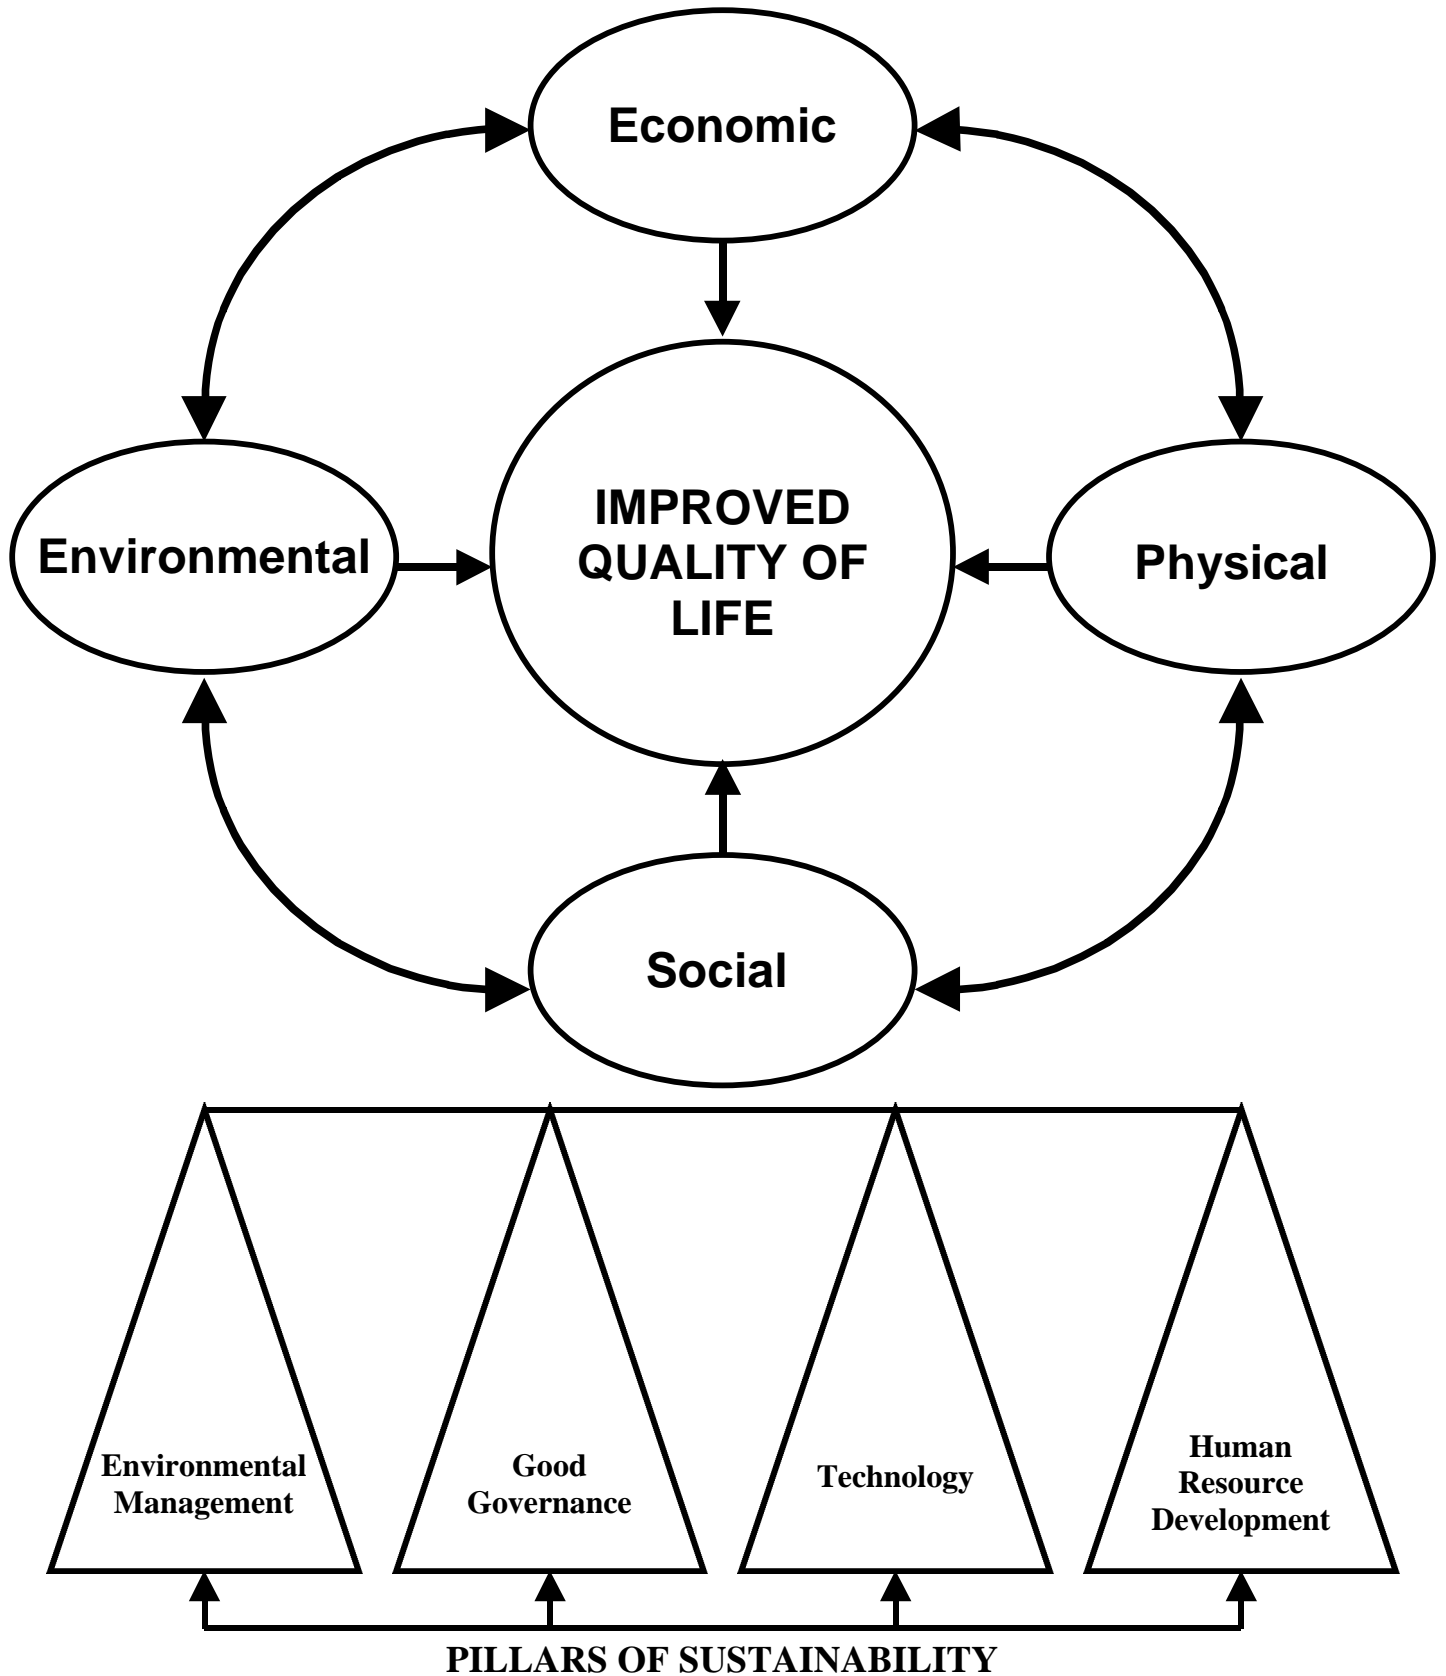 Economic
IMPROVED
QUALITY OF
LIFE
Environmental
Physical
Social
Environmental
Management
Good
Governance
Technology
Human
Resource
Development
PILLARS OF SUSTAINABILITY